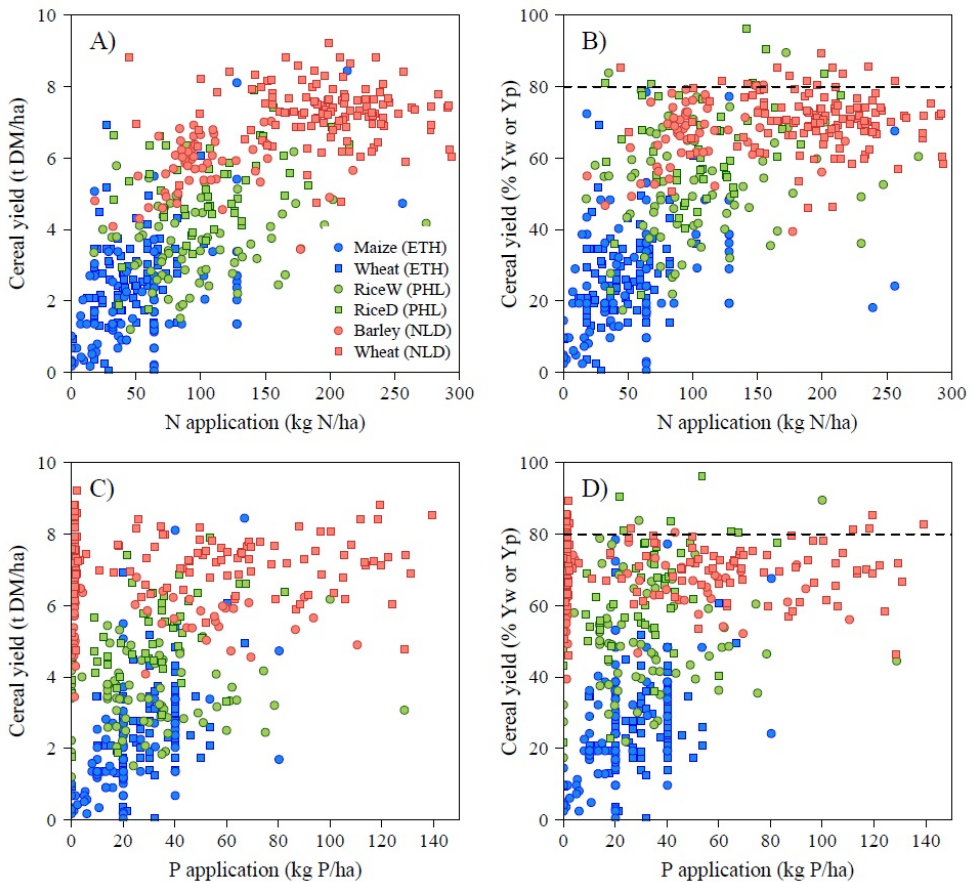 A)
Cereal yield (t DM/ha)
10
8
6
4
2
0
0 50 100 150 200 250 300
N application (kg N/ha)
Maize (ETH)
Wheat (ETH)
RiceW (PHL)
RiceD (PHL)
Barley (NLD)
Wheat (NLD)
B)
Cereal yield (% Yw or Yp)
100
80
60
40
20
0
0 50 100 150 200 250 300
N application (kg N/ha)
C)
Cereal yield (t DM/ha)
10
8
6
4
2
0
0 20 40 60 80 100 120 140
P application (kg P/ha)
D)
Cereal yield (% Yw or Yp)
100
80
60
40
20
0
0 20 40 60 80 100 120 140
P application (kg P/ha)